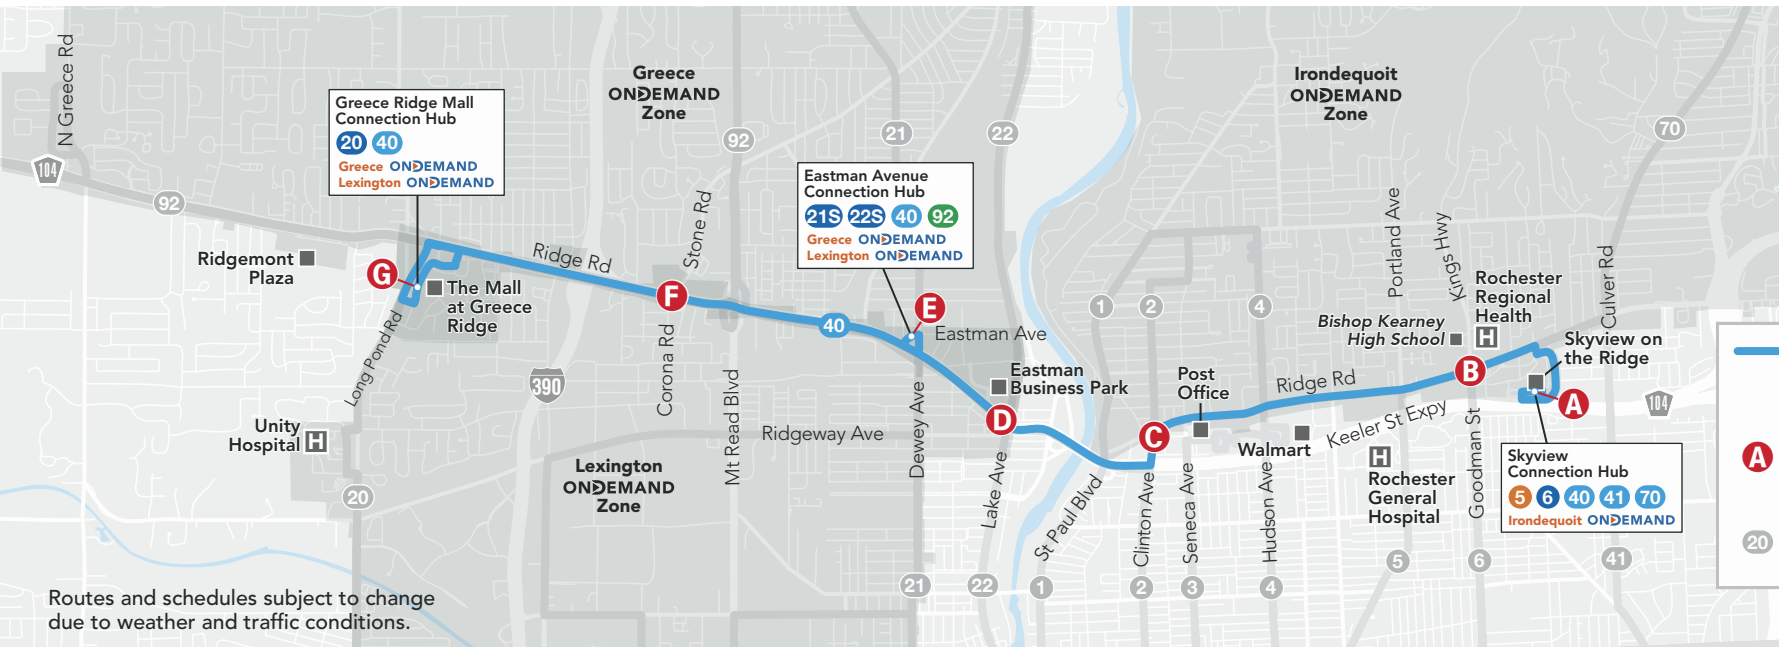 N Greece Rd
104
92
Greece Ridge Mall
Connection Hub
20 40
Greece ONDEMAND
Lexington ONDEMAND
Greece
ONDEMAND
Zone
92
21
22
Irondequoit
ONDEMAND
Zone
70
Eastman Avenue
Connection Hub
21S 22S 40 92
Greece ONDEMAND
Lexington ONDEMAND
Ridgemont
Plaza
G
The Mall
at Greece
Ridge
Long Pond Rd
Ridge Rd
Stone Rd
F
Corona Rd
390
Mt Read Blvd
40
E
Eastman Ave
Eastman
Business Park
Dewey Ave
D
Ridgeway Ave
Lake Ave
Unity
Hospital H
20
Lexington
ONDEMAND
Zone
21
22
1
2
4
St Paul Blvd
C
Clinton Ave
Post
Office
Seneca Ave
Walmart
Hudson Ave
Ridge Rd
Keeler St Expy
Portland Ave
Kings Hwy
Bishop Kearney
High School
Rochester
Regional
Health
H
B
Goodman St
Culver Rd
Skyview on
the Ridge
A
104
H
Rochester
General
Hospital
Skyview
Connection Hub
5 6 40 41 70
Irondequoit ONDEMAND
1
2
3
4
5
6
41
A
20
Routes and schedules subject to change
due to weather and traffic conditions.